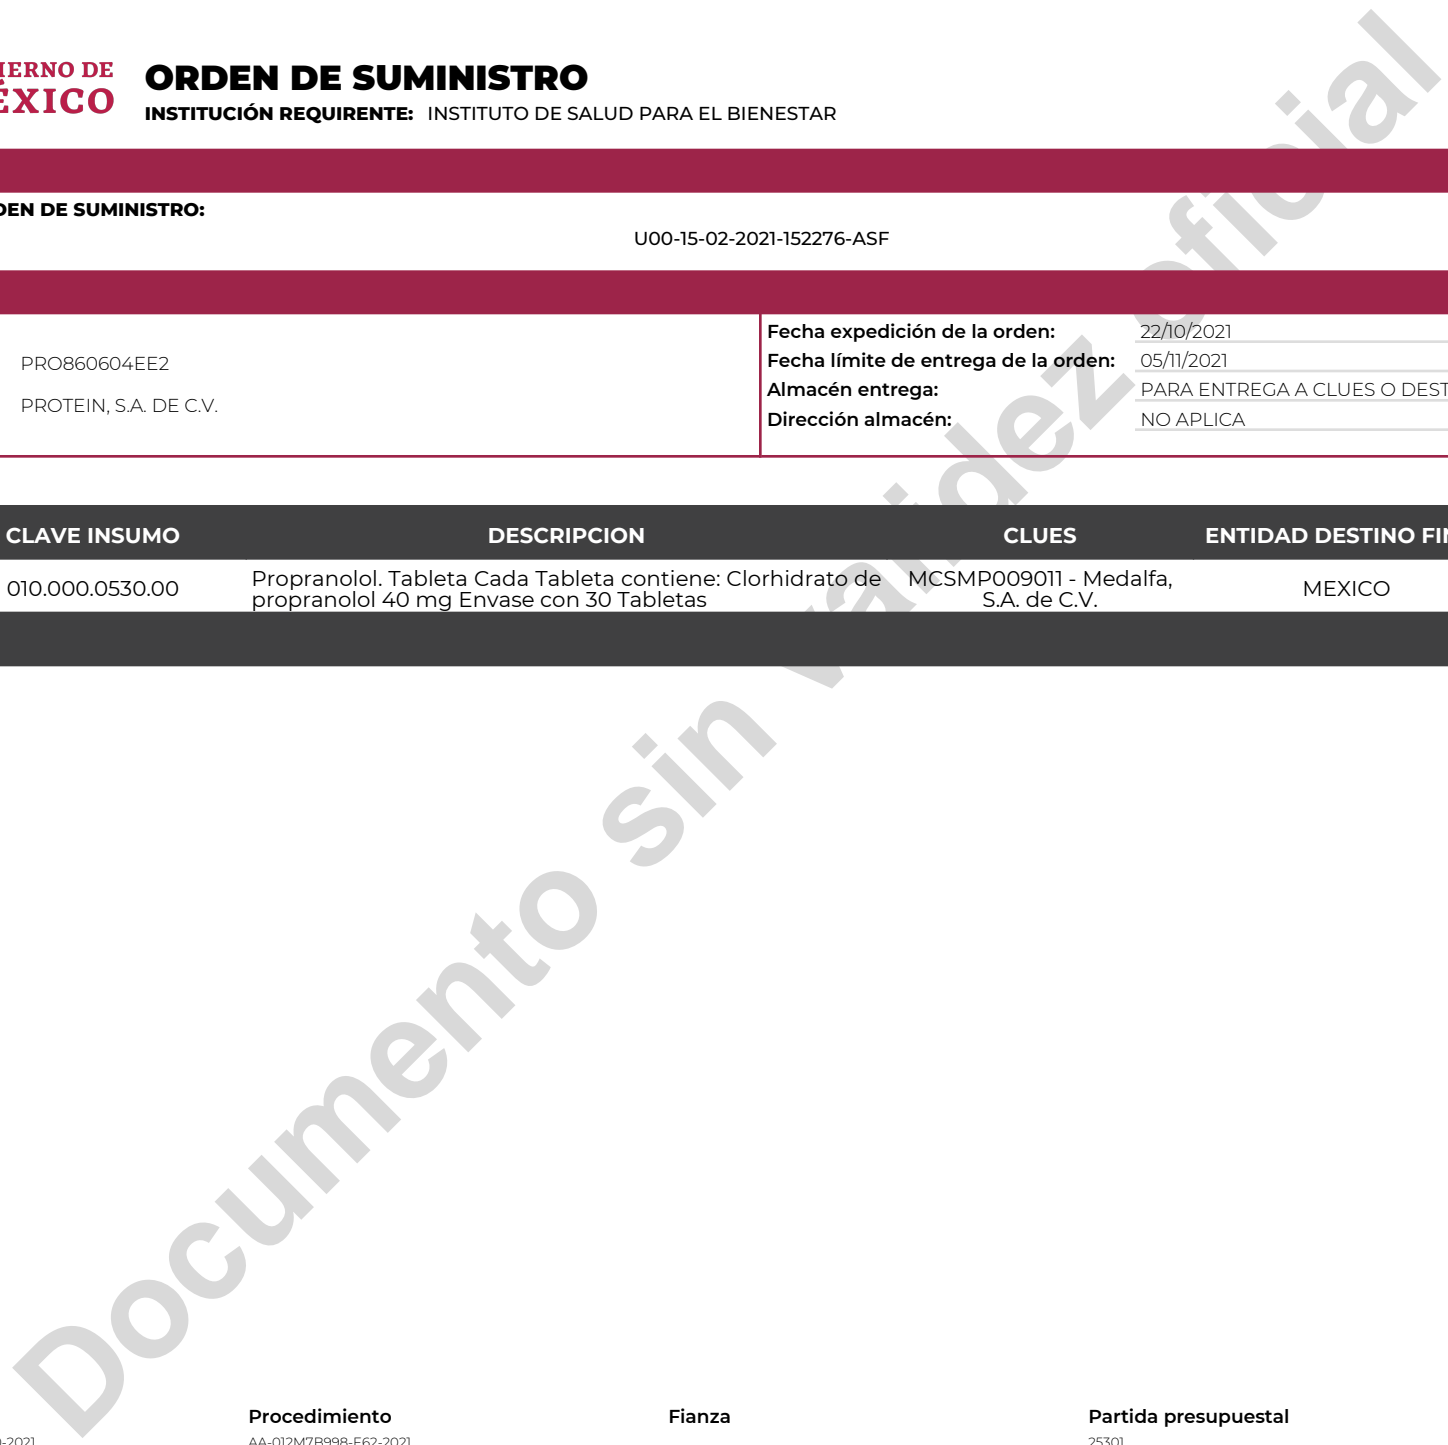 IERNO DE
ÉXICO
ORDEN DE SUMINISTRO
INSTITUCIÓN REQUIRENTE: INSTITUTO DE SALUD PARA EL BIENESTAR
DEN DE SUMINISTRO:
U00-15-02-2021-152276-ASF
PRO860604EE2
PROTEIN, S.A. DE C.V.
Fecha expedición de la orden: 22/10/2021
Fecha límite de entrega de la orden: 05/11/2021
Almacén entrega: PARA ENTREGA A CLUES O DEST
Dirección almacén: NO APLICA
CLAVE INSUMO DESCRIPCION CLUES ENTIDAD DESTINO FIN
010.000.0530.00
Propranolol. Tableta Cada Tableta contiene: Clorhidrato de
propranolol 40 mg Envase con 30 Tabletas
MCSMP009011 - Medalfa,
S.A. de C.V.
MEXICO
Documento sin validez oficial
Procedimiento Fianza Partida presupuestal
-2021 AA-012M7B998-E62-2021 25301